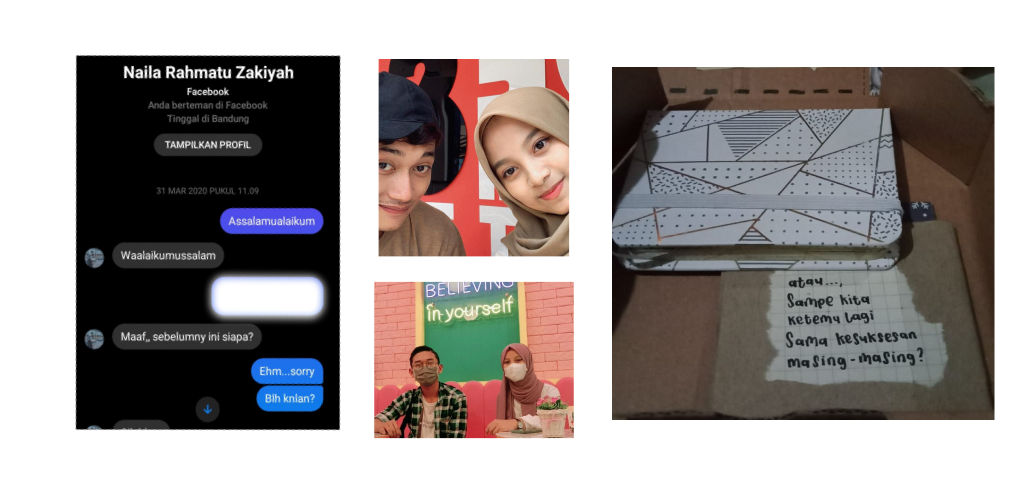 Naila Rahmatu Zakiyah
Facebook
Anda berteman di Facebook
Tinggal di Bandung
TAMPILKAN PROFIL
31 MAR 2020 PUKUL 11.09
Assalamualaikum
Waalaikumussalam
Maaf,, sebelumny ini siapa?
Ehm...sorry
Blh knlan?
BELIEVING
in yourself
atau...,
Sampe kita
ketemu lagi
Sama kesuksesan
masing-masing?